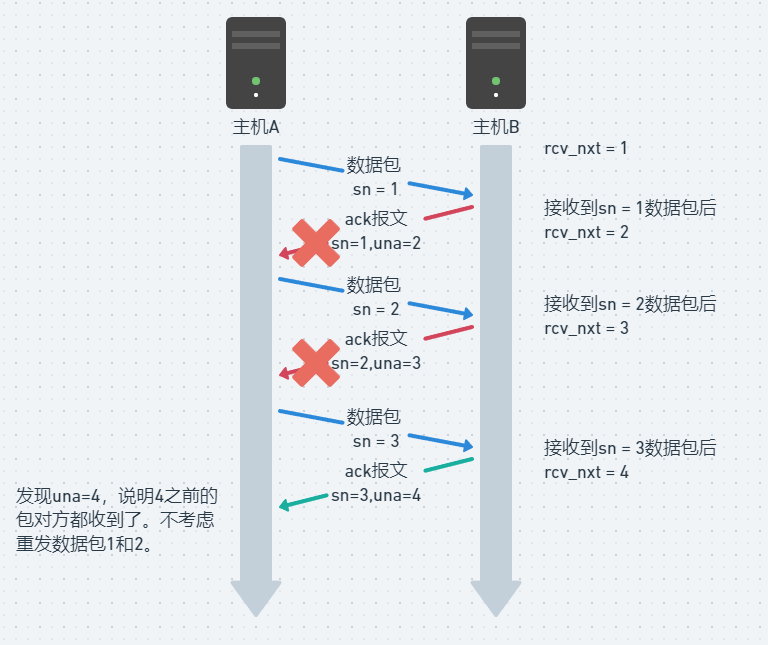 主机A
主机B
rcv_nxt = 1
数据包
sn = 1
接收到sn = 1数据包后
rcv_nxt = 2
ack报文
sn=1,una=2
数据包
sn = 2
接收到sn = 2数据包后
rcv_nxt = 3
ack报文
sn=2,una=3
数据包
sn = 3
接收到sn = 3数据包后
rcv_nxt = 4
ack报文
sn=3,una=4
发现una=4，说明4之前的
包对方都收到了。不考虑
重发数据包1和2。